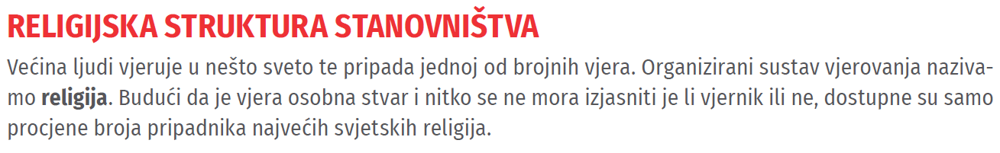 RELIGIJSKA STRUKTURA STANOVNIŠTVA
Većina ljudi vjeruje u nešto sveto te pripada jednoj od brojnih vjera. Organizirani sustav vjerovanja naziva-
mo religija. Budući da je vjera osobna stvar i nitko se ne mora izjasniti je li vjernik ili ne, dostupne su samo
procjene broja pripadnika najvećih svjetskih religija.